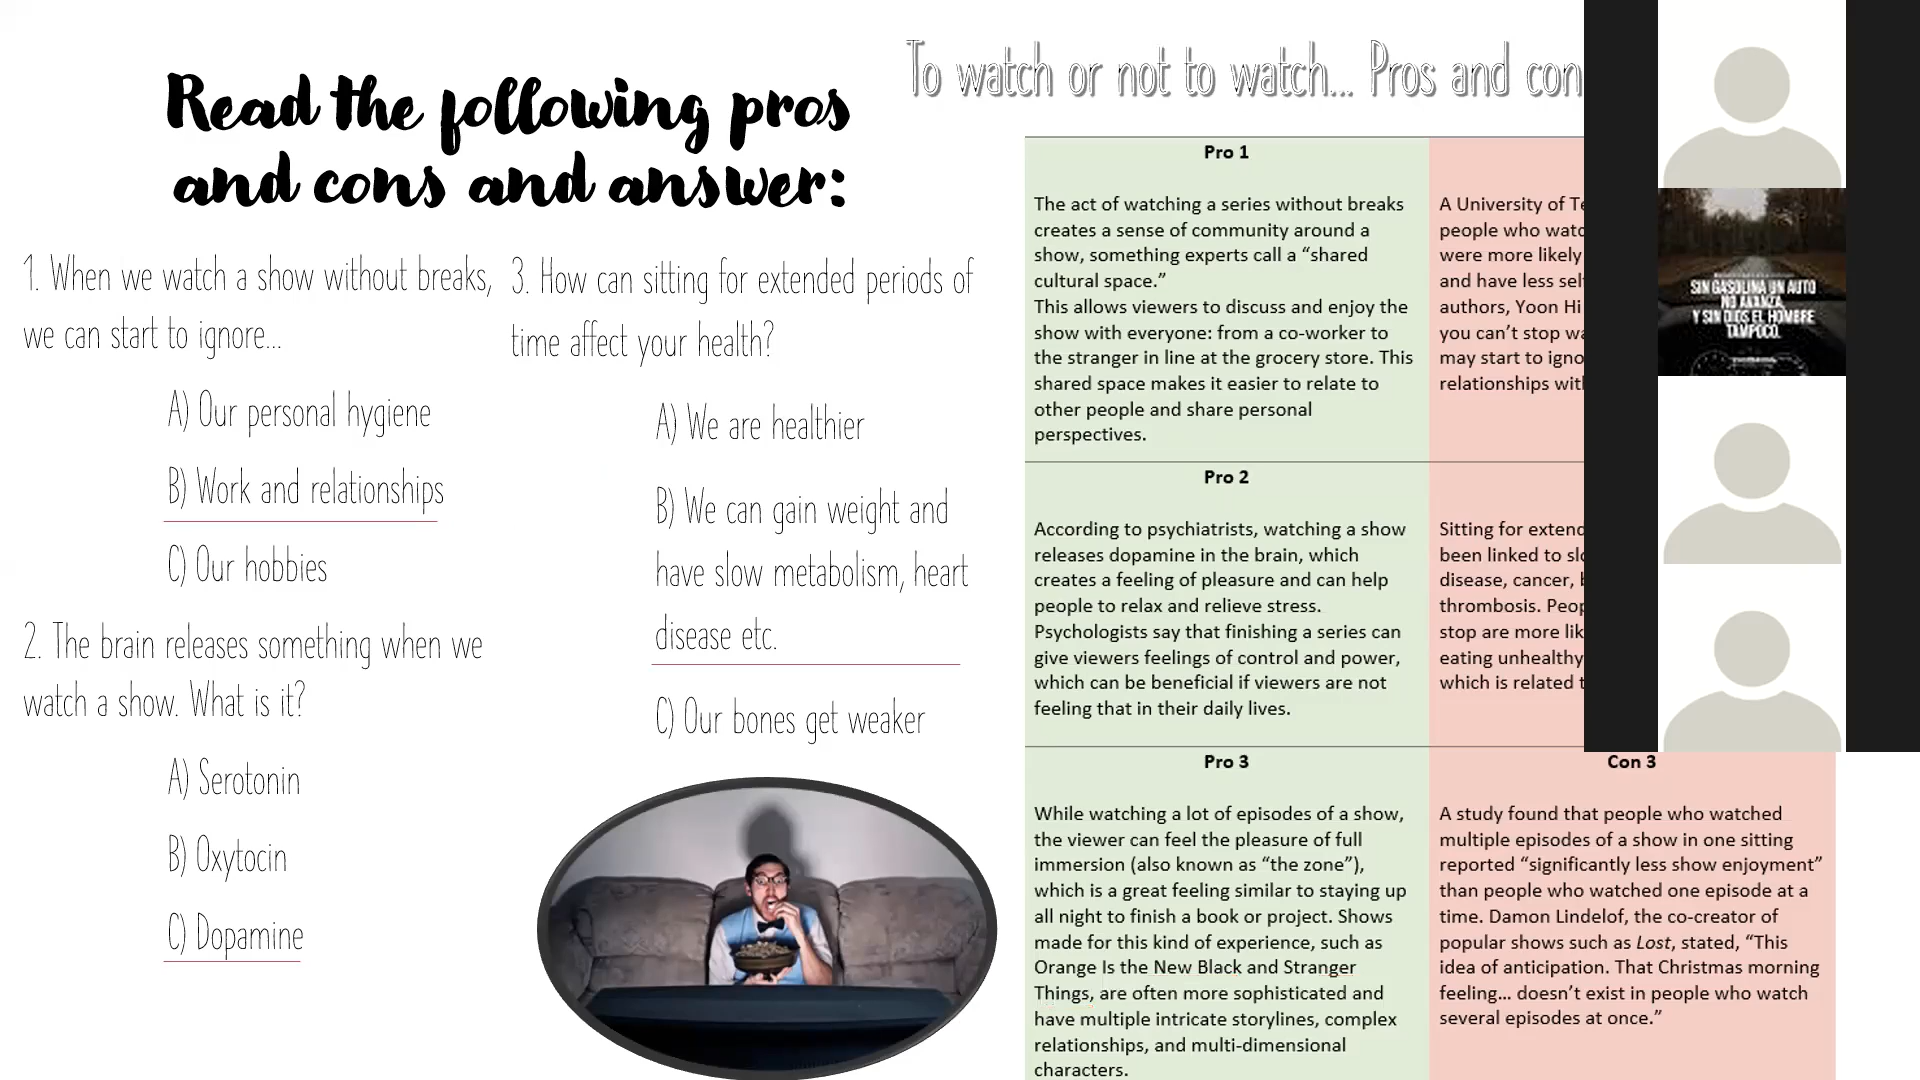 Read the following pros
and cons and answer:
1. When we watch a show without breaks,
we can start to ignore...
A) Our personal hygiene
B) Work and relationships
C) Our hobbies
2. The brain releases something when we
watch a show. What is it?
A) Serotonin
B) Oxytocin
C) Dopamine
3. How can sitting for extended periods of
time affect your health?
A) We are healthier
B) We can gain weight and
have slow metabolism, heart
disease etc.
C) Our bones get weaker
To watch or not to watch... Pros and con
Pro 1
The act of watching a series without breaks
creates a sense of community around a
show, something experts call a “shared
cultural space.”
This allows viewers to discuss and enjoy the
show with everyone: from a co-worker to
the stranger in line at the grocery store. This
shared space makes it easier to relate to
other people and share personal
perspectives.
A University of Te
people who watc
were more likely
and have less sel
authors, Yoon Hi
you can’t stop wa
may start to igno
relationships with
Pro 2
According to psychiatrists, watching a show
releases dopamine in the brain, which
creates a feeling of pleasure and can help
people to relax and relieve stress.
Psychologists say that finishing a series can
give viewers feelings of control and power,
which can be beneficial if viewers are not
feeling that in their daily lives.
Sitting for extend
been linked to slo
disease, cancer,
thrombosis. Peop
stop are more lik
eating unhealthy
which is related t
Pro 3
While watching a lot of episodes of a show,
the viewer can feel the pleasure of full
immersion (also known as “the zone”),
which is a great feeling similar to staying up
all night to finish a book or project. Shows
made for this kind of experience, such as
Orange Is the New Black and Stranger
Things, are often more sophisticated and
have multiple intricate storylines, complex
relationships, and multi-dimensional
characters.
Con 3
A study found that people who watched
multiple episodes of a show in one sitting
reported “significantly less show enjoyment”
than people who watched one episode at a
time. Damon Lindelof, the co-creator of
popular shows such as Lost, stated, “This
idea of anticipation. That Christmas morning
feeling… doesn’t exist in people who watch
several episodes at once.”
SIN GASOLINA UN AUTO
NO AVANZA,
Y SIN DIOS EL HOMBRE
TAMPOCO.